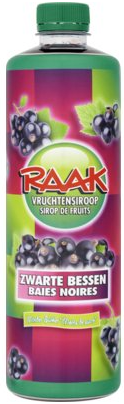 RAAK
VRUCHTENSIROOP
SIROP DE FRUITS
ZWARTE BESSEN
BAIES NOIRES